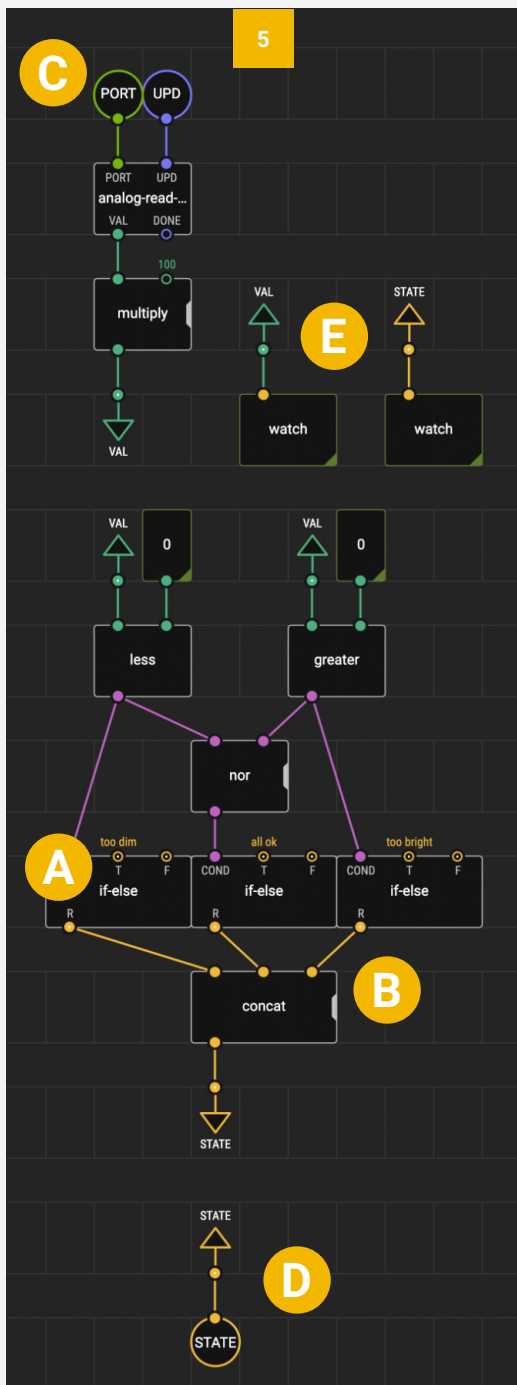 5
C
PORT UPD
PORT UPD
analog-read-...
VAL DONE
100
multiply
VAL
VAL
E
STATE
watch
watch
VAL
0
VAL
0
less
greater
nor
A
too dim
T F
if-else
R
all ok
COND T F
if-else
R
too bright
COND T F
if-else
R
B
concat
STATE
STATE
D
STATE